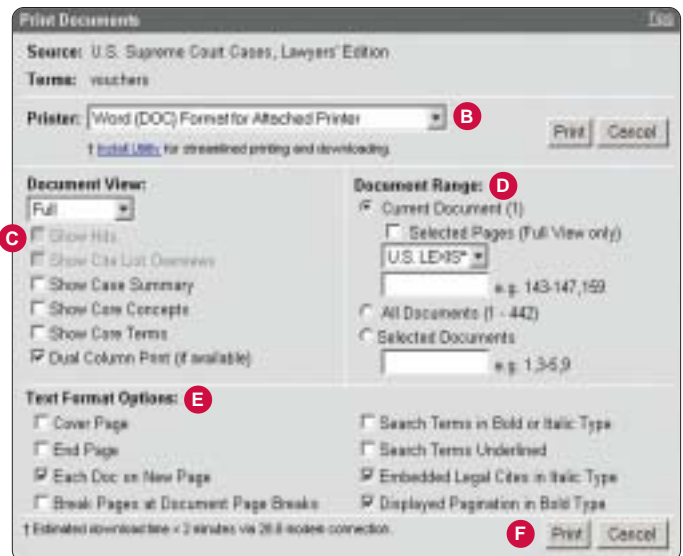 Print Documents Tips
Source: U.S. Supreme Court Cases, Lawyers' Edition
Terms: vouchers
Printer: Word (DOC) Format for Attached Printer B
Print Cancel
† Install Utility for streamlined printing and downloading.
Document View:
Full
C Show Hits
Show Cite List Overviews
Show Case Summary
Show Core Concepts
Show Core Terms
Dual Column Print (if available)
Document Range: D
Current Document (1)
Selected Pages (Full View only)
U.S. LEXIS*
e.g. 143-147,159
All Documents (1 - 442)
Selected Documents
e.g. 1,3-5,9
Text Format Options: E
Cover Page
End Page
Each Doc on New Page
Break Pages at Document Page Breaks
Search Terms in Bold or Italic Type
Search Terms Underlined
Embedded Legal Cites in Italic Type
Displayed Pagination in Bold Type
† Estimated download time < 2 minutes via 28.8 modem connection.
F Print Cancel